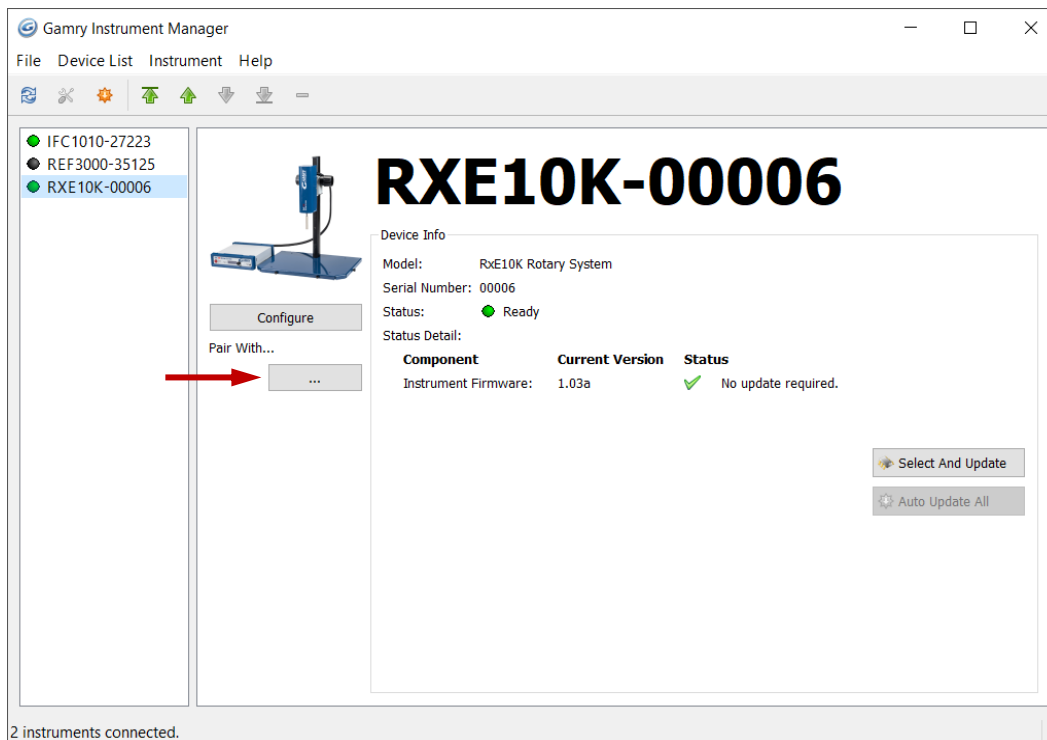 Gamry Instrument Manager
File Device List Instrument Help
IFC1010-27223
REF3000-35125
RXE10K-00006
RXE10K-00006
Device Info
Model: RxE10K Rotary System
Serial Number: 00006
Configure
Status: Ready
Status Detail:
Pair With...
Component Current Version Status
...
Instrument Firmware: 1.03a No update required.
Select And Update
Auto Update All
2 instruments connected.